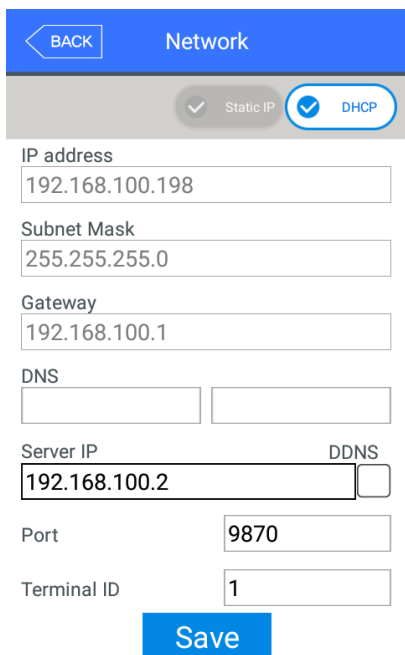 BACK
Network
Static IP
DHCP
IP address
192.168.100.198
Subnet Mask
255.255.255.0
Gateway
192.168.100.1
DNS
Server IP DDNS
192.168.100.2
Port 9870
Terminal ID 1
Save